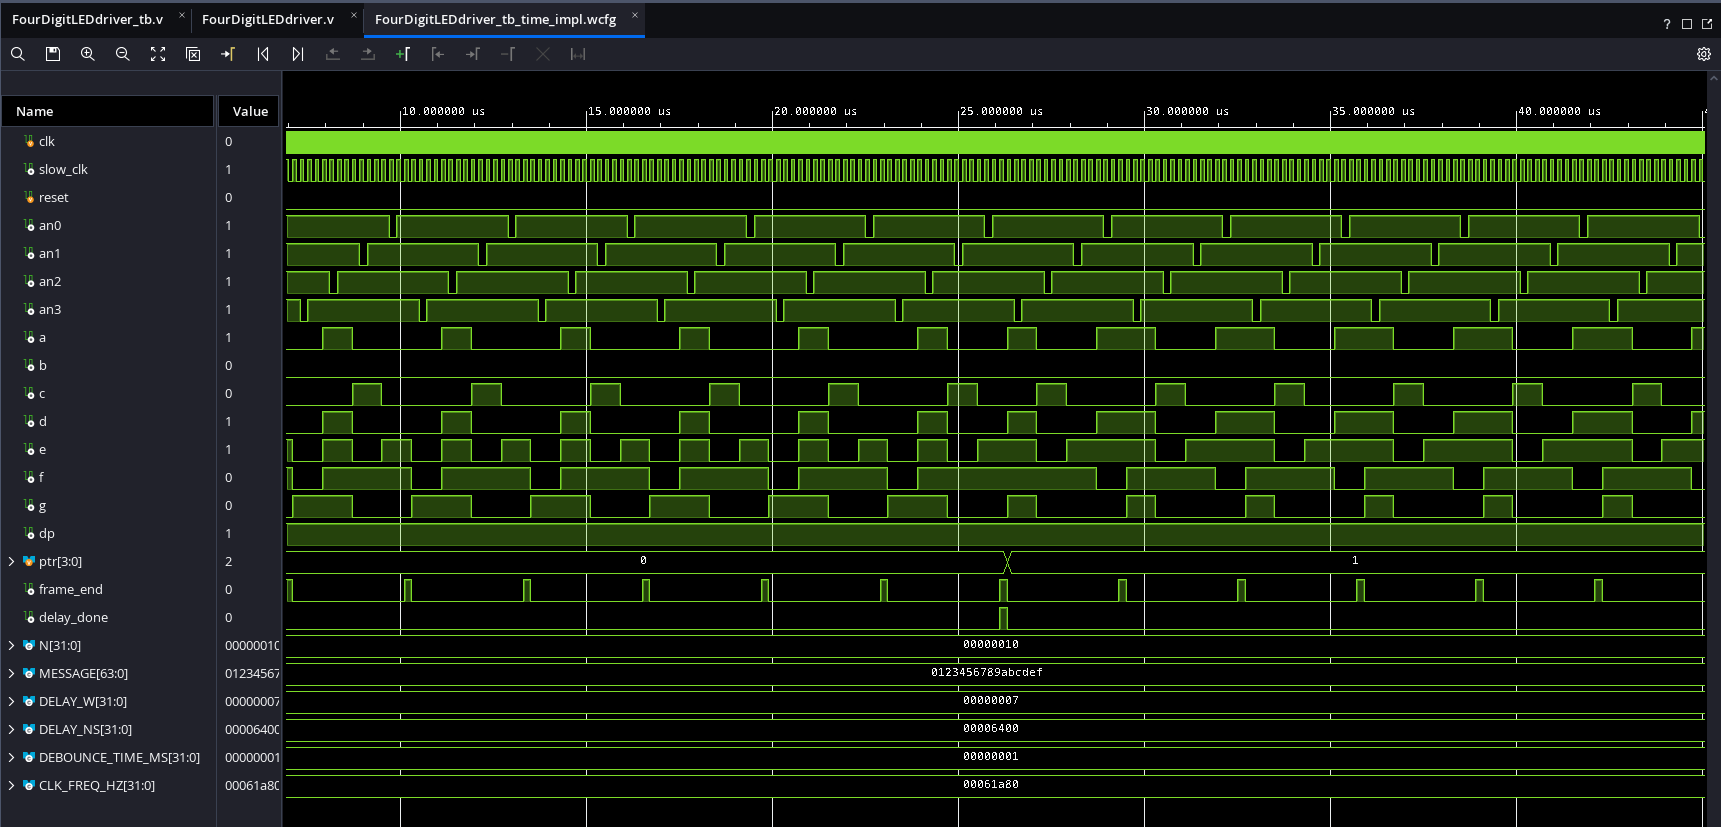 FourDigitLEDdriver_tb.v × FourDigitLEDdriver.v × FourDigitLEDdriver_tb_time_impl.wcfg ×
?
Name Value
10.000000 us 15.000000 us 20.000000 us 25.000000 us 30.000000 us 35.000000 us 40.000000 us
clk 0
slow_clk 1
reset 0
an0 1
an1 1
an2 1
an3 1
a 1
b 0
c 0
d 1
e 1
f 0
g 0
dp 1
ptr[3:0] 2 0 1
frame_end 0
delay_done 0
N[31:0] 00000010 00000010
MESSAGE[63:0] 01234567 0123456789abcdef
DELAY_W[31:0] 00000007 00000007
DELAY_NS[31:0] 00006400 00006400
DEBOUNCE_TIME_MS[31:0] 00000001 00000001
CLK_FREQ_HZ[31:0] 00061a80 00061a80